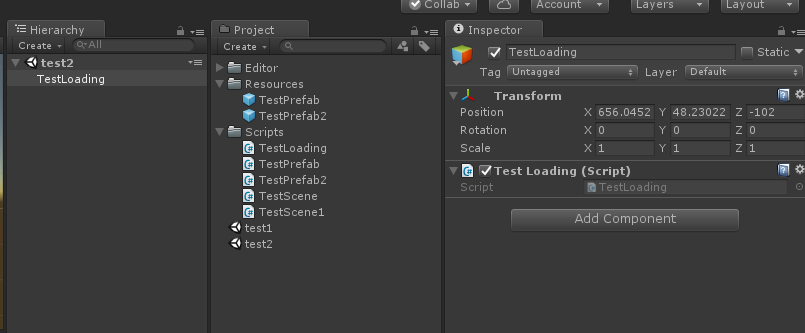 Collab Account Layers Layout
Hierarchy
Create All
test2
TestLoading
Project
Create
Editor
Resources
TestPrefab
TestPrefab2
Scripts
TestLoading
TestPrefab
TestPrefab2
TestScene
TestScene1
test1
test2
Inspector
TestLoading Static
Tag Untagged Layer Default
Transform
Position X 656.0452 Y 48.23022 Z -102
Rotation X 0 Y 0 Z 0
Scale X 1 Y 1 Z 1
Test Loading (Script)
Script TestLoading
Add Component